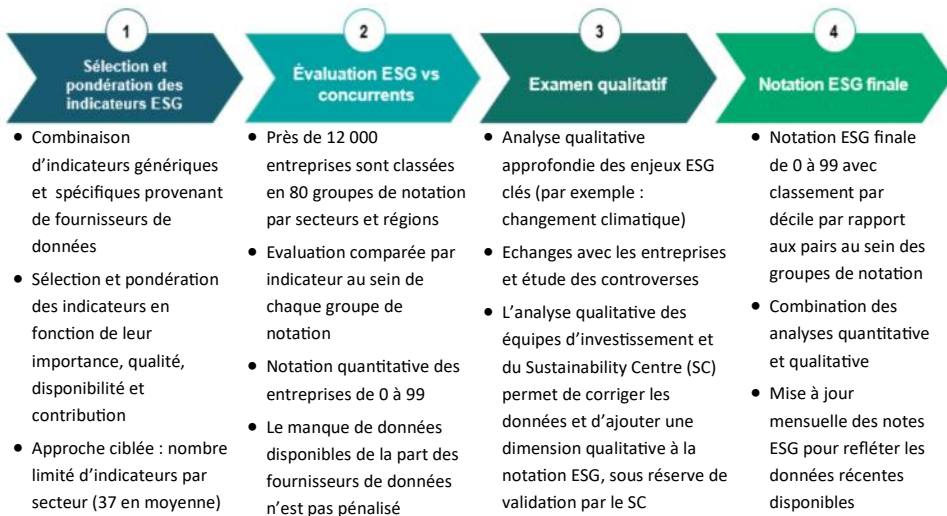 1
Sélection et
pondération des
indicateurs ESG
• Combinaison
d’indicateurs génériques
et spécifiques provenant
de fournisseurs de
données
• Sélection et pondération
des indicateurs en
fonction de leur
importance, qualité,
disponibilité et
contribution
• Approche ciblée : nombre
limité d’indicateurs par
secteur (37 en moyenne)
2
Évaluation ESG vs
concurrents
• Près de 12 000
entreprises sont classées
en 80 groupes de notation
par secteurs et régions
• Evaluation comparée par
indicateur au sein de
chaque groupe de
notation
• Notation quantitative des
entreprises de 0 à 99
• Le manque de données
disponibles de la part des
fournisseurs de données
n’est pas pénalisé
3
Examen qualitatif
• Analyse qualitative
approfondie des enjeux ESG
clés (par exemple :
changement climatique)
• Echanges avec les entreprises
et étude des controverses
• L’analyse qualitative des
équipes d’investissement et
du Sustainability Centre (SC)
permet de corriger les
données et d’ajouter une
dimension qualitative à la
notation ESG, sous réserve de
validation par le SC
4
Notation ESG finale
• Notation ESG finale
de 0 à 99 avec
classement par
décile par rapport
aux pairs au sein des
groupes de notation
• Combination des
analyses quantitative
et qualitative
• Mise à jour
mensuelle des notes
ESG pour refléter les
données récentes
disponibles